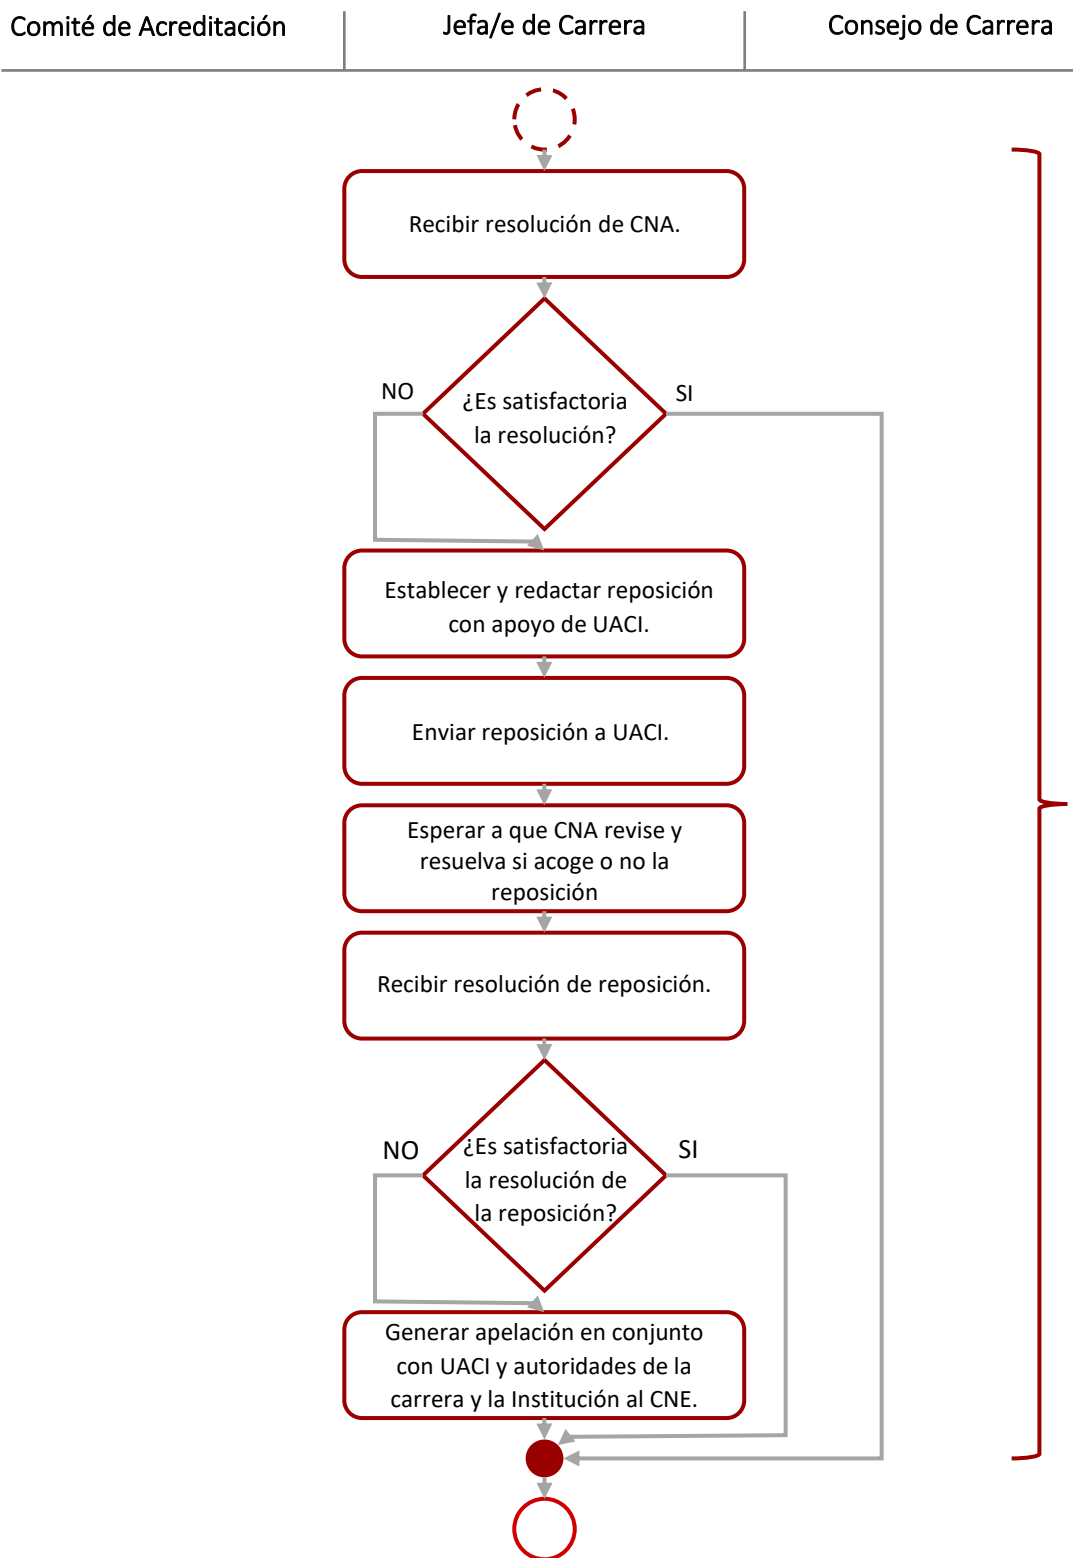 Comité de Acreditación
Jefa/e de Carrera
Consejo de Carrera
Recibir resolución de CNA.
NO
SI
¿Es satisfactoria
la resolución?
Establecer y redactar reposición
con apoyo de UACI.
Enviar reposición a UACI.
Esperar a que CNA revise y
resuelva si acoge o no la
reposición
Recibir resolución de reposición.
NO
SI
¿Es satisfactoria
la resolución de
la reposición?
Generar apelación en conjunto
con UACI y autoridades de la
carrera y la Institución al CNE.